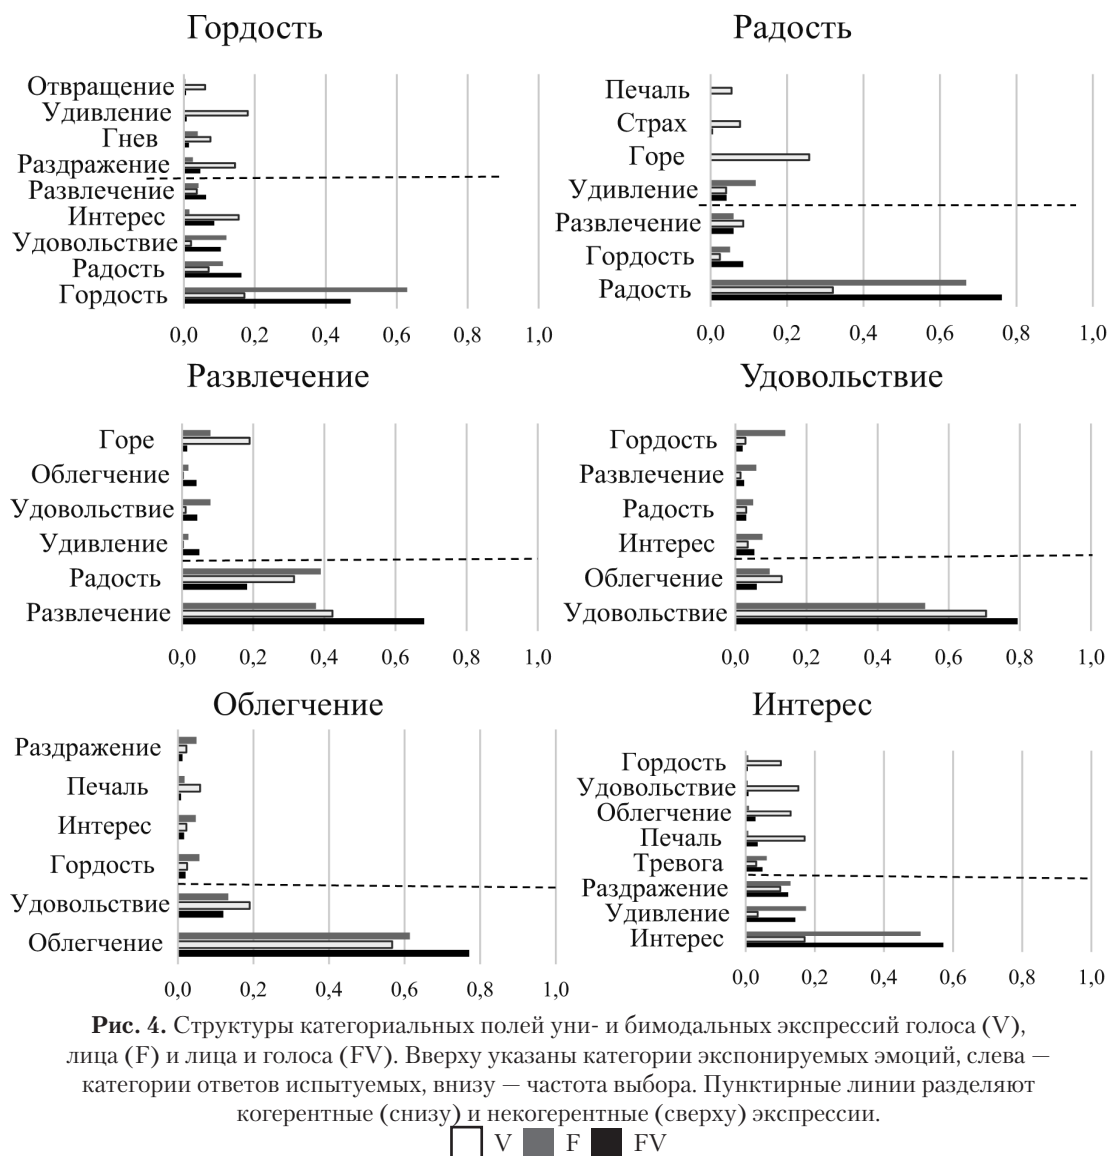 Гордость
Отвращение
Удивление
Гнев
Раздражение
Развлечение
Интерес
Удовольствие
Радость
Гордость
0,0 0,2 0,4 0,6 0,8 1,0
Радость
Печаль
Страх
Горе
Удивление
Развлечение
Гордость
Радость
0,0 0,2 0,4 0,6 0,8 1,0
Развлечение
Горе
Облегчение
Удовольствие
Удивление
Радость
Развлечение
0,0 0,2 0,4 0,6 0,8 1,0
Удовольствие
Гордость
Развлечение
Радость
Интерес
Облегчение
Удовольствие
0,0 0,2 0,4 0,6 0,8 1,0
Облегчение
Раздражение
Печаль
Интерес
Гордость
Удовольствие
Облегчение
0,0 0,2 0,4 0,6 0,8 1,0
Интерес
Гордость
Удовольствие
Облегчение
Печаль
Тревога
Раздражение
Удивление
Интерес
0,0 0,2 0,4 0,6 0,8 1,0
Рис. 4. Структуры категориальных полей уни- и бимодальных экспрессий голоса (V),
лица (F) и лица и голоса (FV). Вверху указаны категории экспонируемых эмоций, слева —
категории ответов испытуемых, внизу — частота выбора. Пунктирные линии разделяют
когерентные (снизу) и некогерентные (сверху) экспрессии.
V F FV